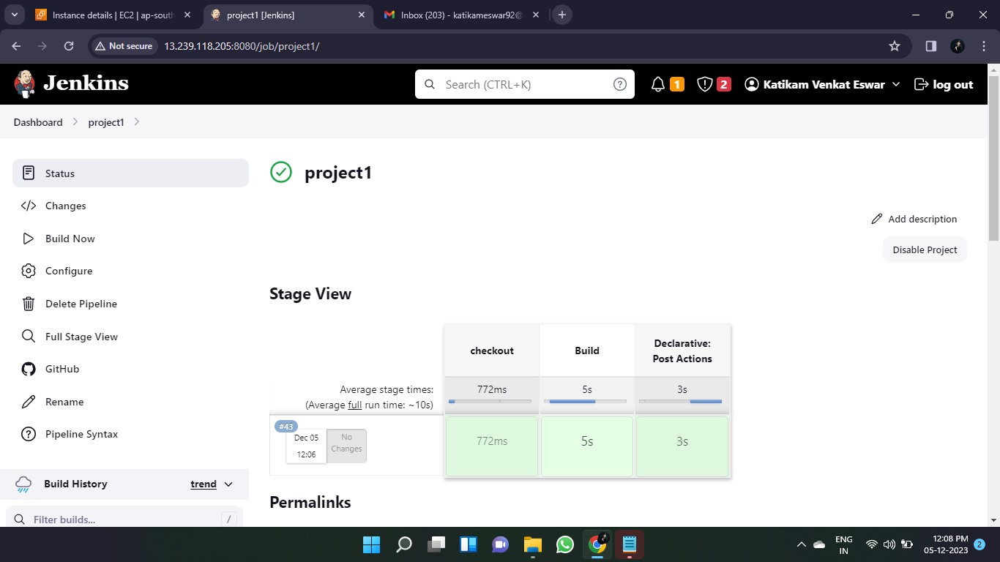 Instance details | EC2 | ap-south
project1 [Jenkins]
Inbox (203) - katikameswar92@
Not secure
13.239.118.205:8080/job/project1/
Jenkins
Search (CTRL+K)
?
1
2
Katikam Venkat Eswar
log out
Dashboard
project1
Status
Changes
Build Now
Configure
Delete Pipeline
Full Stage View
GitHub
Rename
Pipeline Syntax
Build History
trend
Filter builds...
/
project1
Add description
Disable Project
Stage View
checkout
Build
Declarative:
Post Actions
Average stage times:
(Average full run time: ~10s)
772ms
5s
3s
#43
Dec 05
12:06
No
Changes
772ms
5s
3s
Permalinks
ENG
IN
12:08 PM
05-12-2023
2